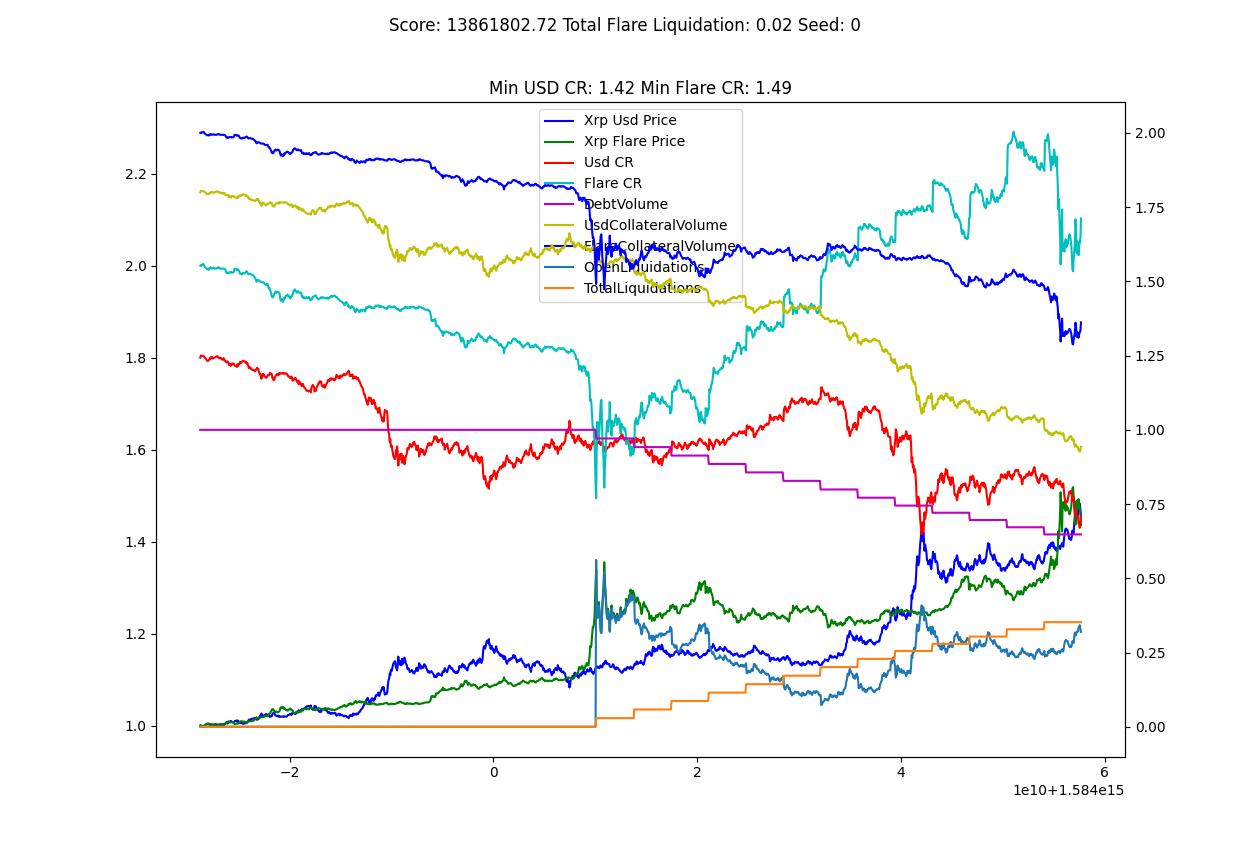 Score: 13861802.72 Total Flare Liquidation: 0.02 Seed: 0
Min USD CR: 1.42 Min Flare CR: 1.49
Xrp Usd Price
Xrp Flare Price
Usd CR
Flare CR
DebtVolume
UsdCollateralVolume
FlareCollateralVolume
OpenLiquidations
TotalLiquidations
2.2
2.0
1.8
1.6
1.4
1.2
1.0
2.00
1.75
1.50
1.25
1.00
0.75
0.50
0.25
0.00
−2
0
2
4
6
1e10+1.584e15